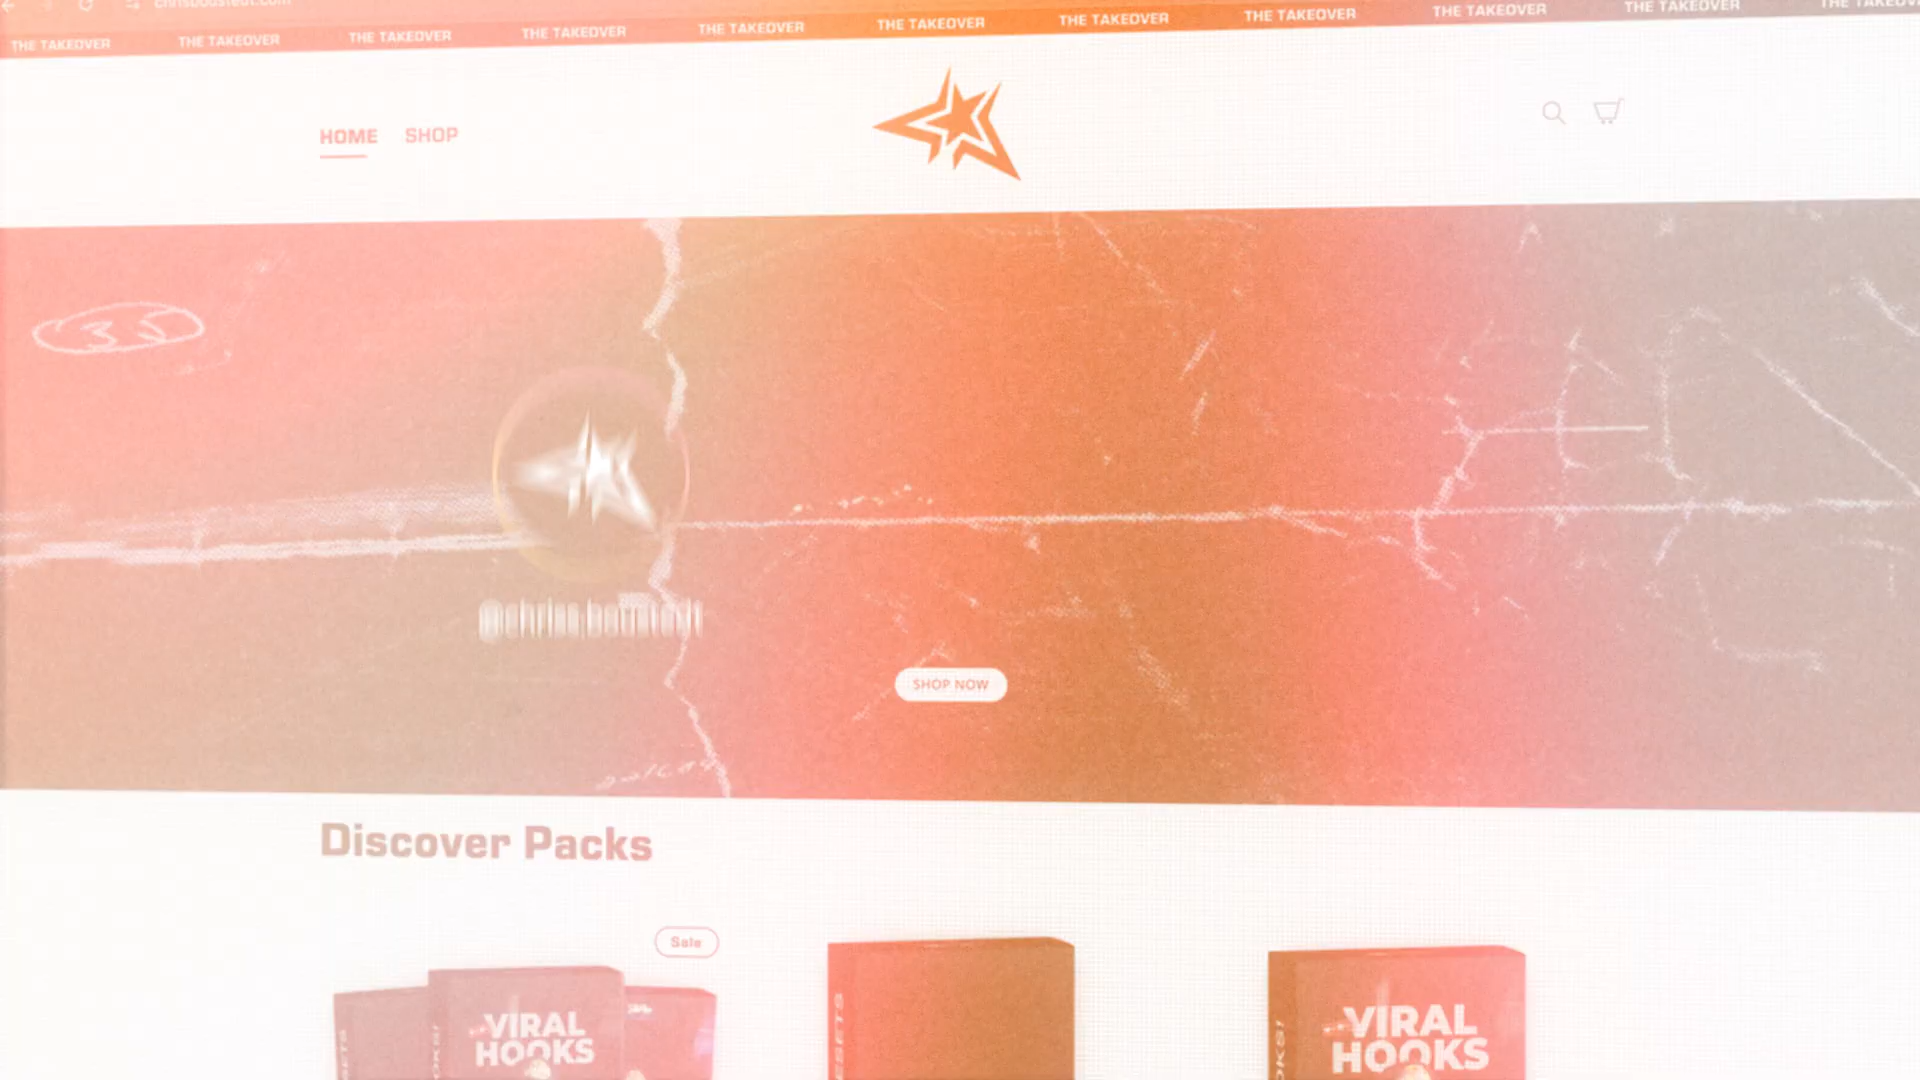 THE TAKEOVER THE TAKEOVER THE TAKEOVER THE TAKEOVER THE TAKEOVER THE TAKEOVER THE TAKEOVER THE TAKEOVER THE TAKEOVER THE TAKEOVER
HOME SHOP
35
SHOP NOW
Discover Packs
Sale
VIRAL
HOOKS
VIRAL
HOOKS